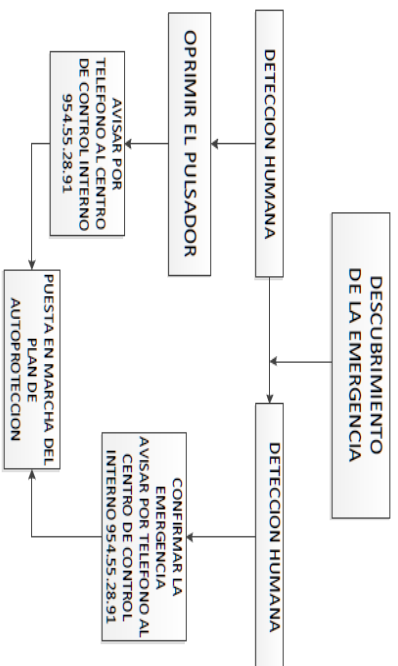 DESCUBRIMIENTO
DE LA EMERGENCIA
DETECCION HUMANA
DETECCION HUMANA
OPRIMIR EL PULSADOR
AVISAR POR
TELEFONO AL CENTRO
DE CONTROL INTERNO
954.55.28.91
CONFIRMAR LA
EMERGENCIA
AVISAR POR TELEFONO AL
CENTRO DE CONTROL
INTERNO 954.55.28.91
PUESTA EN MARCHA DEL
PLAN DE
AUTOPROTECCION